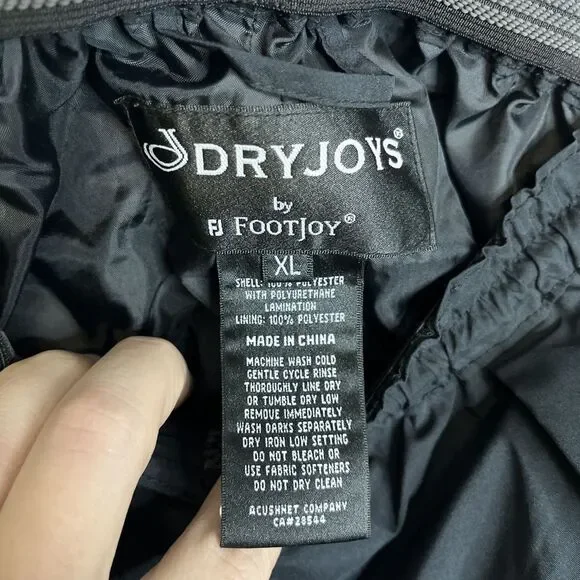 DRYJOYS®
by
FJ FOOTJOY®
XL
SHELL: 100% POLYESTER
WITH POLYURETHANE
LAMINATION
LINING: 100% POLYESTER
MADE IN CHINA
MACHINE WASH COLD
GENTLE CYCLE RINSE
THOROUGHLY LINE DRY
OR TUMBLE DRY LOW
REMOVE IMMEDIATELY
WASH DARKS SEPARATELY
DRY IRON LOW SETTING
DO NOT BLEACH OR
USE FABRIC SOFTENERS
DO NOT DRY CLEAN
ACUSHNET COMPANY
CA#28544